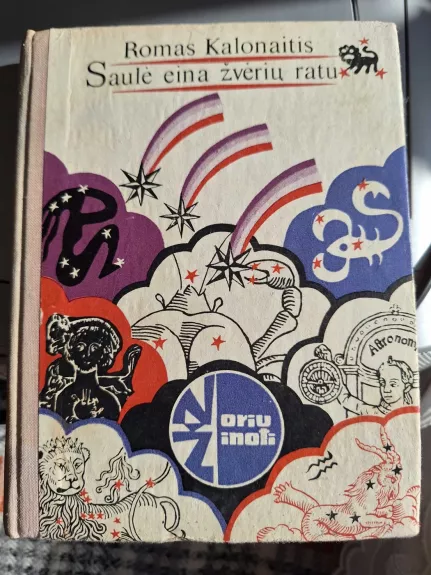 Romas Kalonaitis
Saulė eina žvėrių ratu
Astronom
Noriu
Žinoti